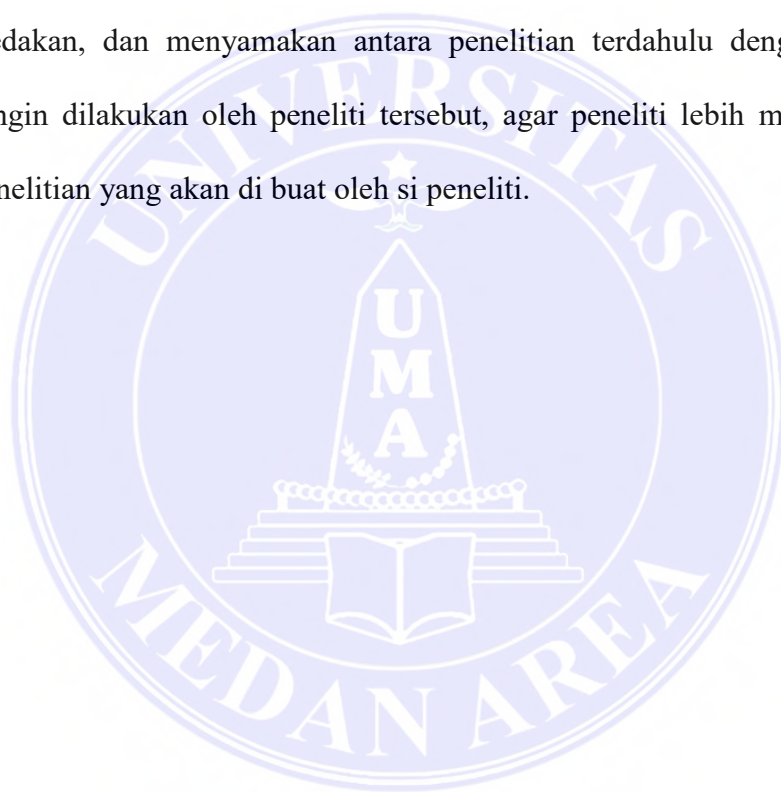 edakan, dan menyamakan antara penelitian terdahulu deng
ngin dilakukan oleh peneliti tersebut, agar peneliti lebih m
nelitian yang akan di buat oleh si peneliti.
UNIVERSITAS
UMA
MEDAN AREA